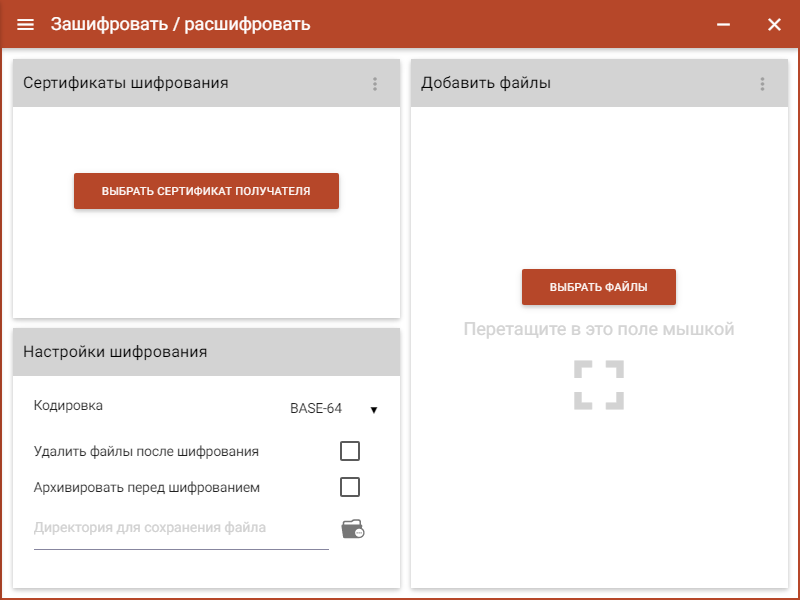 Зашифровать / расшифровать
Сертификаты шифрования
ВЫБРАТЬ СЕРТИФИКАТ ПОЛУЧАТЕЛЯ
Настройки шифрования
Кодировка BASE-64
Удалить файлы после шифрования
Архивировать перед шифрованием
Директория для сохранения файла
Добавить файлы
ВЫБРАТЬ ФАЙЛЫ
Перетащите в это поле мышкой